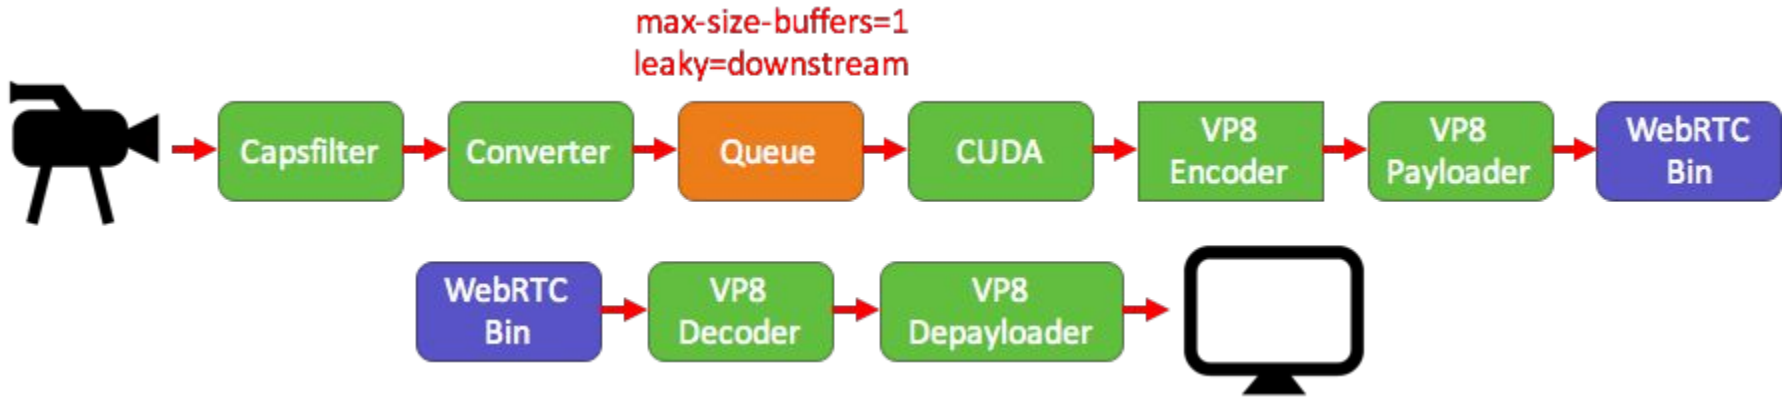 max-size-buffers=1
leaky=downstream
Capsfilter
Converter
Queue
CUDA
VP8
Encoder
VP8
Payloader
WebRTC
Bin
WebRTC
Bin
VP8
Decoder
VP8
Depayloader